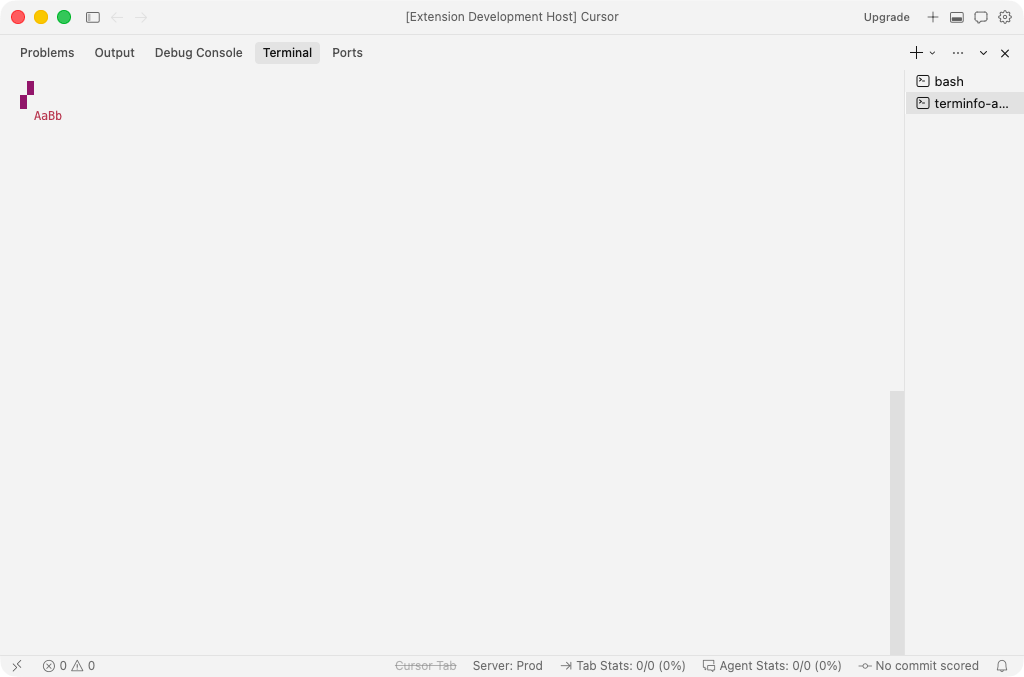 [Extension Development Host] Cursor
Upgrade
Problems Output Debug Console Terminal Ports
bash
terminfo-a...
AaBb
0 0 Cursor Tab Server: Prod Tab Stats: 0/0 (0%) Agent Stats: 0/0 (0%) No commit scored